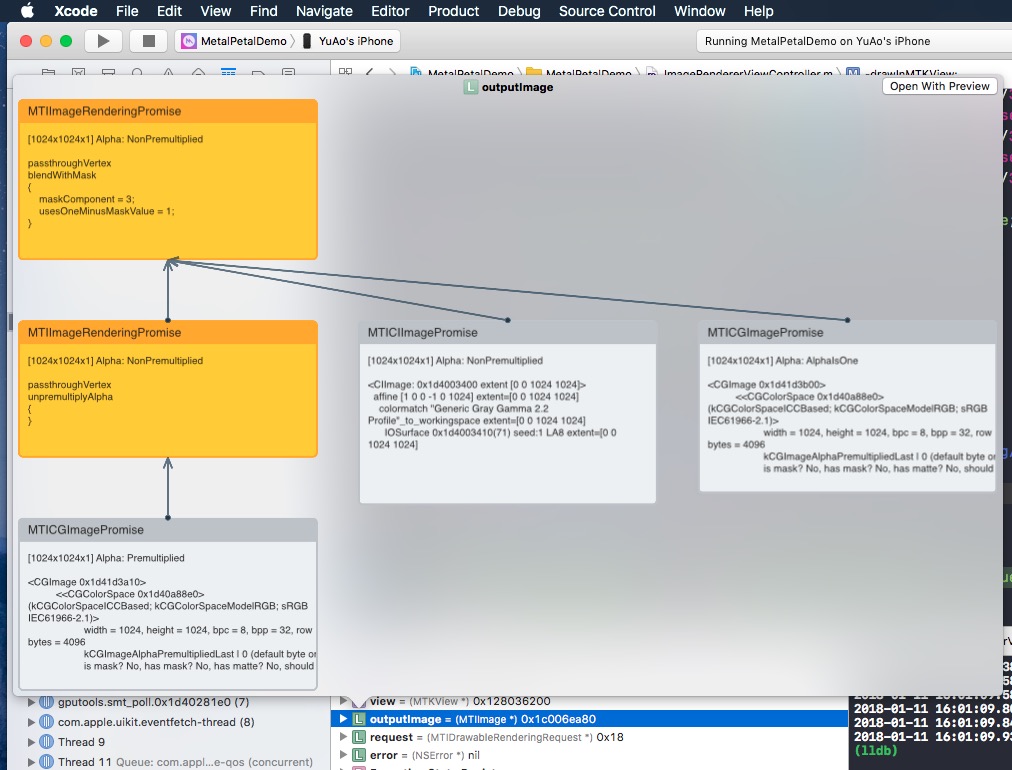 Xcode File Edit View Find Navigate Editor Product Debug Source Control Window Help
MetalPetalDemo YuAo's iPhone
Running MetalPetalDemo on YuAo's iPhone
MetalPetalDemo MetalPetalDemo ImageRendererViewController.m -drawInMTKView:
L outputImage
Open With Preview
MTIImageRenderingPromise
[1024x1024x1] Alpha: NonPremultiplied
passthroughVertex
blendWithMask
{
maskComponent = 3;
usesOneMinusMaskValue = 1;
}
MTIImageRenderingPromise
[1024x1024x1] Alpha: NonPremultiplied
passthroughVertex
unpremultiplyAlpha
{
}
MTICIImagePromise
[1024x1024x1] Alpha: NonPremultiplied
<CIImage: 0x1d4003400 extent [0 0 1024 1024]>
affine [1 0 0 -1 0 1024] extent=[0 0 1024 1024]
colormatch "Generic Gray Gamma 2.2
Profile"_to_workingspace extent=[0 0 1024 1024]
IOSurface 0x1d4003410(71) seed:1 LA8 extent=[0 0
1024 1024]
MTICGImagePromise
[1024x1024x1] Alpha: AlphaIsOne
<CGImage 0x1d41d3b00>
<<CGColorSpace 0x1d40a88e0>
(kCGColorSpaceICCBased; kCGColorSpaceModelRGB; sRGB
IEC61966-2.1)>
width = 1024, height = 1024, bpc = 8, bpp = 32, row
bytes = 4096
kCGImageAlphaPremultipliedLast | 0 (default byte or
is mask? No, has mask? No, has matte? No, should
MTICGImagePromise
[1024x1024x1] Alpha: Premultiplied
<CGImage 0x1d41d3a10>
<<CGColorSpace 0x1d40a88e0>
(kCGColorSpaceICCBased; kCGColorSpaceModelRGB; sRGB
IEC61966-2.1)>
width = 1024, height = 1024, bpc = 8, bpp = 32, row
bytes = 4096
kCGImageAlphaPremultipliedLast | 0 (default byte or
is mask? No, has mask? No, has matte? No, should
gputools.smt_poll.0x1d40281e0 (7)
com.apple.uikit.eventfetch-thread (8)
Thread 9
Thread 11 Queue: com.appl...e-qos (concurrent)
view = (MTKView *) 0x128036200
L outputImage = (MTIImage *) 0x1c006ea80
L request = (MTIDrawableRenderingRequest *) 0x18
L error = (NSError *) nil
2018-01-11 16:01:09.58
2018-01-11 16:01:09.80
2018-01-11 16:01:09.84
2018-01-11 16:01:09.93
(lldb)